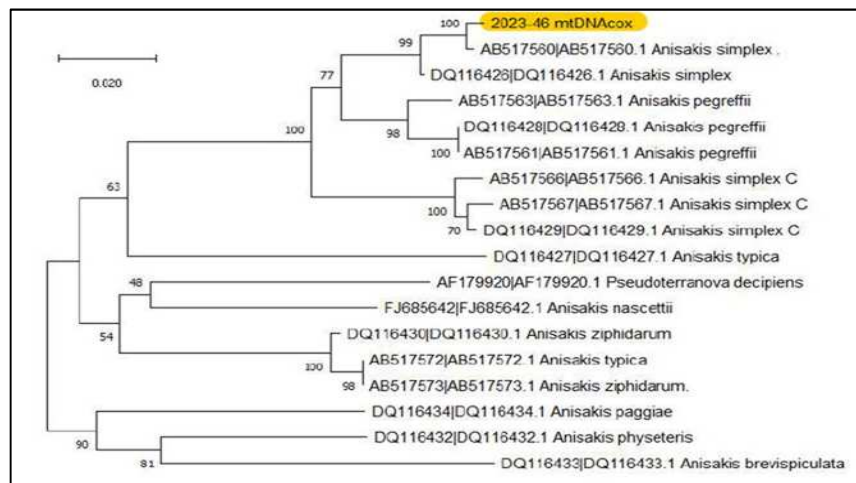 100
2023-46 mtDNAcox
99
AB517560|AB517560.1 Anisakis simplex .
77
DQ116426|DQ116426.1 Anisakis simplex
0.020
AB517563|AB517563.1 Anisakis pegreffii
98
DQ116428|DQ116428.1 Anisakis pegreffii
100
100
AB517561|AB517561.1 Anisakis pegreffii
AB517566|AB517566.1 Anisakis simplex C
63
100
AB517567|AB517567.1 Anisakis simplex C
70
DQ116429|DQ116429.1 Anisakis simplex C
DQ116427|DQ116427.1 Anisakis typica
48
AF179920|AF179920.1 Pseudoterranova decipiens
FJ685642|FJ685642.1 Anisakis nascettii
54
DQ116430|DQ116430.1 Anisakis ziphidarum
100
AB517572|AB517572.1 Anisakis typica
98
AB517573|AB517573.1 Anisakis ziphidarum.
DQ116434|DQ116434.1 Anisakis paggiae
90
DQ116432|DQ116432.1 Anisakis physeteris
81
DQ116433|DQ116433.1 Anisakis brevispiculata